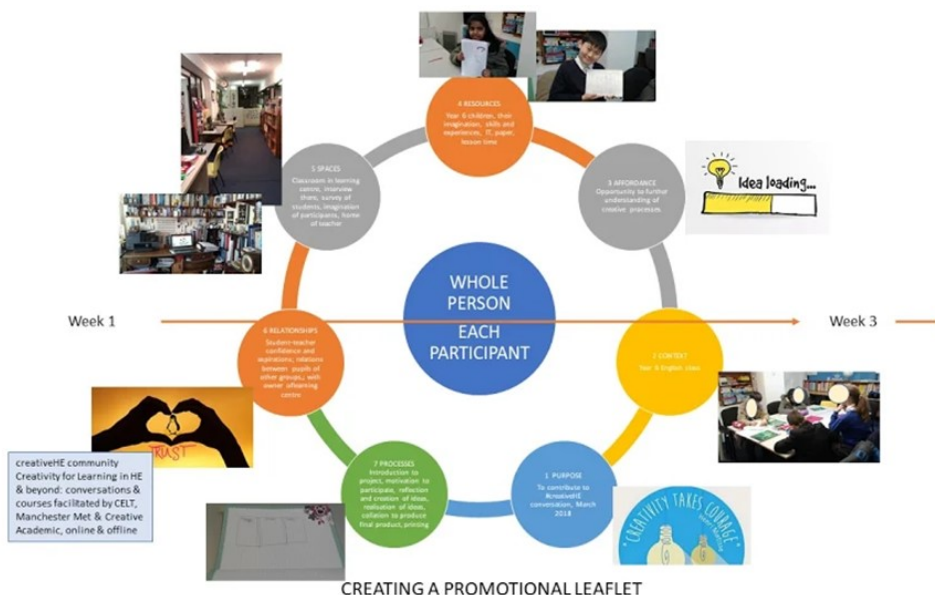 4 RESOURCES
Year 6 children, their
imagination, skills and
experiences, IT, paper,
lesson time
5 SPACES
Classroom in learning
centre, interview
there, survey of
students, imagination
of participants, home
of teacher
3 AFFORDANCE
Opportunity to further
understanding of
creative processes
Idea loading...
WHOLE
PERSON
EACH
PARTICIPANT
Week 1
Week 3
6 RELATIONSHIPS
Student-teacher
confidence and
aspirations, relations
between pupils of
other groups, with
owner of learning
centre
2 CONTEXT
Year 6 English class
TRUST
creativeHE community
Creativity for Learning in HE
& beyond: conversations &
courses facilitated by CELT,
Manchester Met & Creative
Academic, online & offline
7 PROCESSES
Introduction to
project, motivation to
participate, reflection
and creation of ideas,
realisation of ideas,
collation to produce
final product, printing
1 PURPOSE
To contribute to
#creativeHE
conversation, March
2018
"CREATIVITY TAKES
COURAGE"
CREATING A PROMOTIONAL LEAFLET